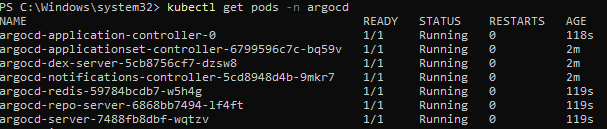 PS C:\Windows\system32> kubectl get pods -n argocd
NAME READY STATUS RESTARTS AGE
argocd-application-controller-0 1/1 Running 0 118s
argocd-applicationset-controller-6799596c7c-bq59v 1/1 Running 0 2m
argocd-dex-server-5cb8756cf7-dzsw8 1/1 Running 0 2m
argocd-notifications-controller-5cd8948d4b-9mkr7 1/1 Running 0 2m
argocd-redis-59784bcdb7-w5h4g 1/1 Running 0 119s
argocd-repo-server-6868bb7494-lf4ft 1/1 Running 0 119s
argocd-server-7488fb8dbf-wqtzv 1/1 Running 0 119s